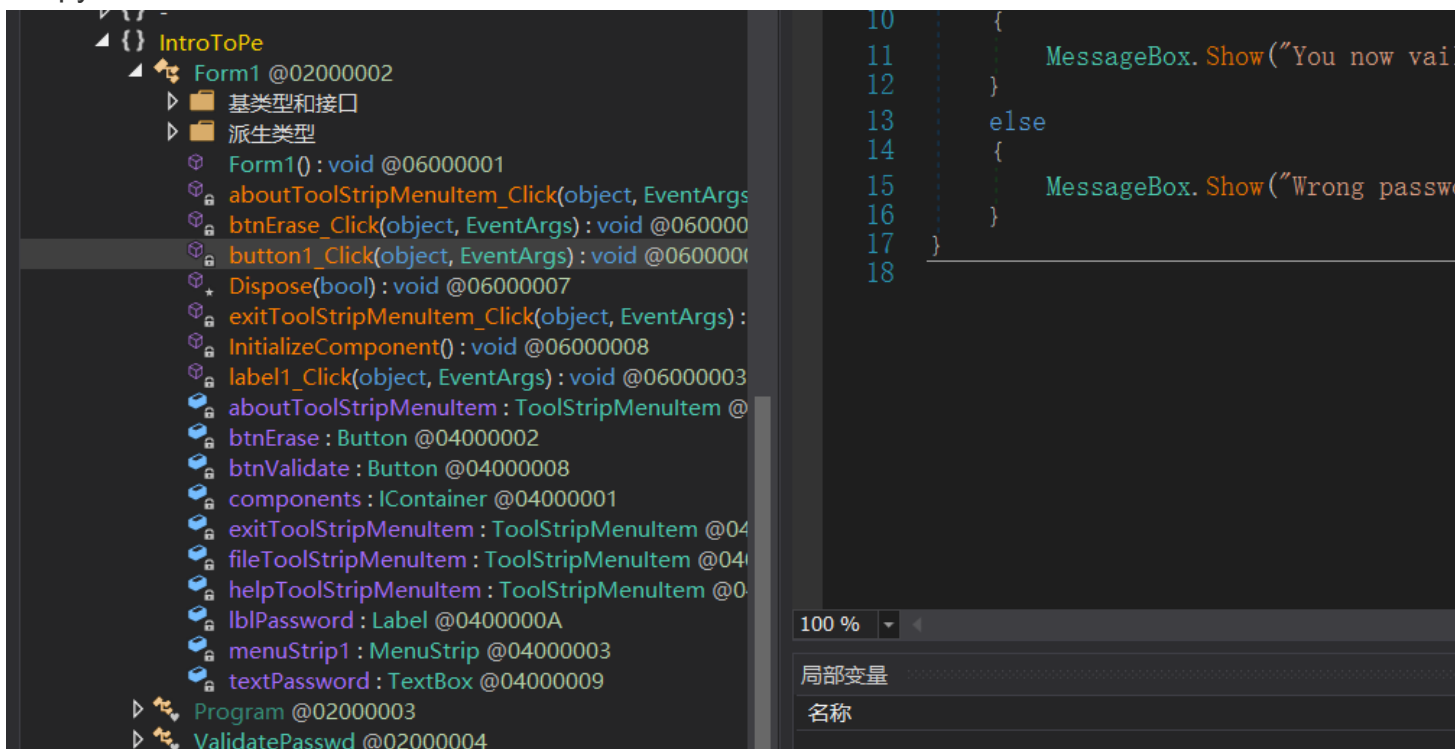 IntroToPe
Form1 @02000002
基类型和接口
派生类型
Form1() : void @06000001
aboutToolStripMenuItem_Click(object, EventArgs
btnErase_Click(object, EventArgs) : void @060000
button1_Click(object, EventArgs) : void @0600000
Dispose(bool) : void @06000007
exitToolStripMenuItem_Click(object, EventArgs) :
InitializeComponent() : void @06000008
label1_Click(object, EventArgs) : void @06000003
aboutToolStripMenuItem : ToolStripMenuItem @
btnErase : Button @04000002
btnValidate : Button @04000008
components : IContainer @04000001
exitToolStripMenuItem : ToolStripMenuItem @04
fileToolStripMenuItem : ToolStripMenuItem @04
helpToolStripMenuItem : ToolStripMenuItem @0
lblPassword : Label @0400000A
menuStrip1 : MenuStrip @04000003
textPassword : TextBox @04000009
Program @02000003
ValidatePasswd @02000004
10 {
11 MessageBox.Show("You now vail
12 }
13 else
14 {
15 MessageBox.Show("Wrong passwo
16 }
17 }
18
100 %
局部变量
名称